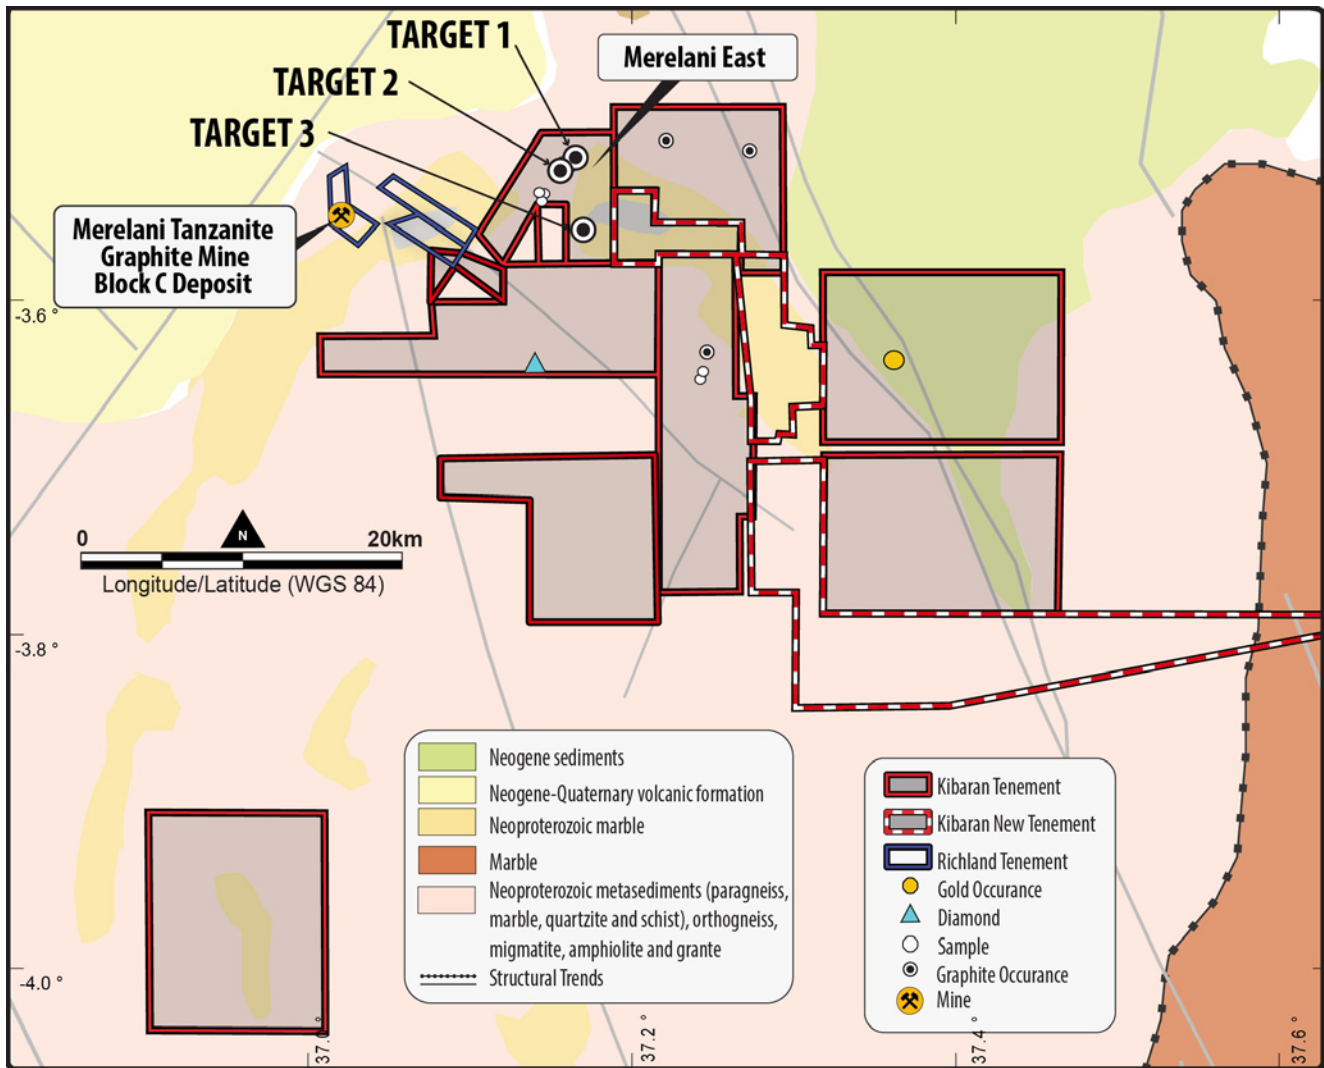 TARGET 1
TARGET 2
TARGET 3
Merelani East
Merelani Tanzanite
Graphite Mine
Block C Deposit
-3.6 °
0
N
20km
Longitude/Latitude (WGS 84)
-3.8 °
-4.0 °
Neogene sediments
Neogene-Quaternary volcanic formation
Neoproterozoic marble
Marble
Neoproterozoic metasediments (paragneiss,
marble, quartzite and schist), orthogneiss,
migmatite, amphiolite and grante
Structural Trends
Kibaran Tenement
Kibaran New Tenement
Richland Tenement
Gold Occurance
Diamond
Sample
Graphite Occurance
Mine
37.0 °
37.2 °
37.4 °
37.6 °